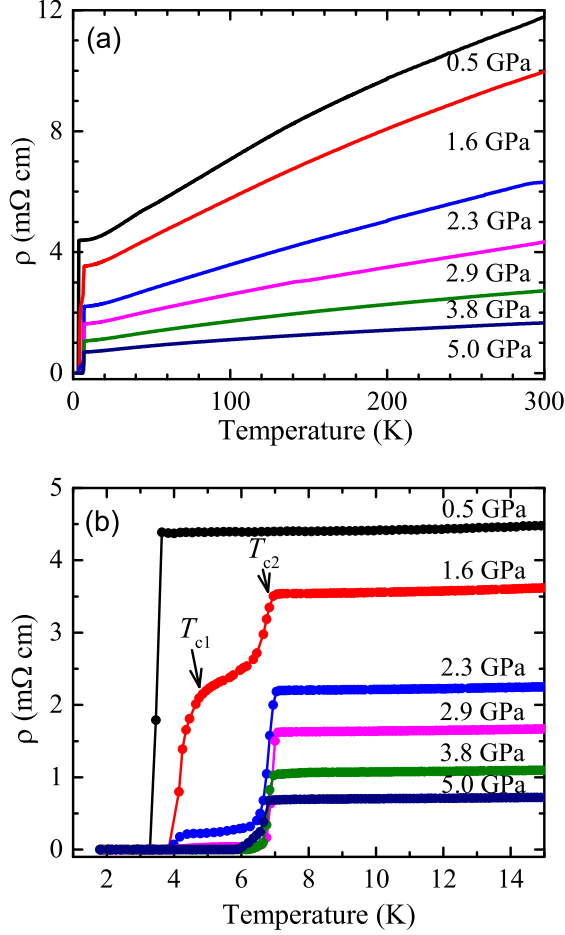 (a)
12
8
4
0
ρ (mΩ cm)
0.5 GPa
1.6 GPa
2.3 GPa
2.9 GPa
3.8 GPa
5.0 GPa
0 100 200 300
Temperature (K)
(b)
5
4
3
2
1
0
ρ (mΩ cm)
0.5 GPa
Tc2
1.6 GPa
Tc1
2.3 GPa
2.9 GPa
3.8 GPa
5.0 GPa
2 4 6 8 10 12 14
Temperature (K)